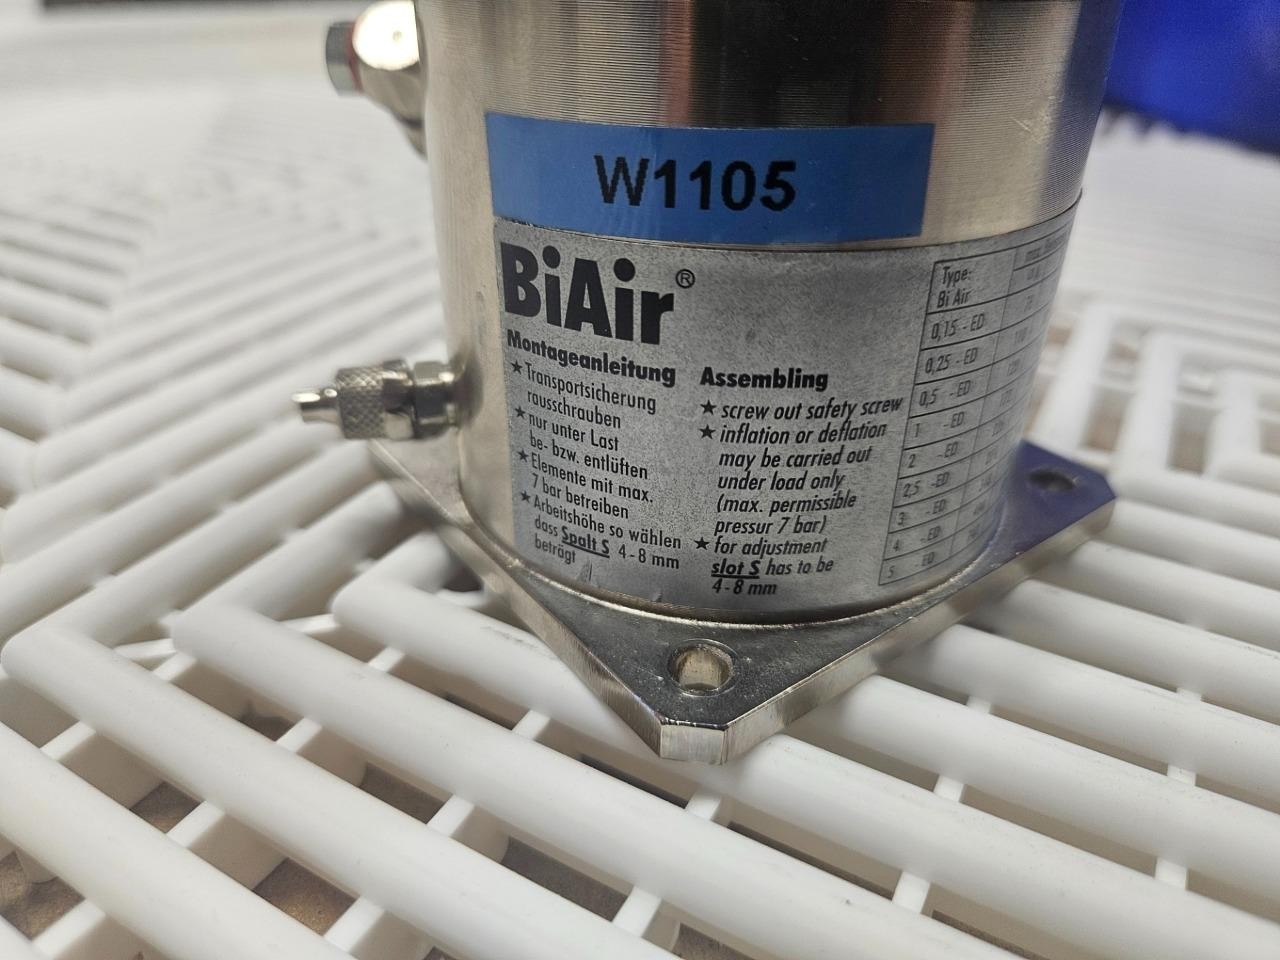 W1105
BiAir®
Montageanleitung
★ Transportsicherung
rausschrauben
★ nur unter Last
be- bzw. entlüften
★ Elemente mit max.
7 bar betreiben
★ Arbeitshöhe so wählen
dass Spalt S 4-8 mm
beträgt
Assembling
★ screw out safety screw
★ inflation or deflation
may be carried out
under load only
(max. permissible
pressur 7 bar)
★ for adjustment
slot S has to be
4-8 mm
Type:
Bi Air
0,15 - ED
0,25 - ED
0,5 - ED
1 - ED
2 - ED
2,5 - ED
3 - ED
4 - ED
5 - ED